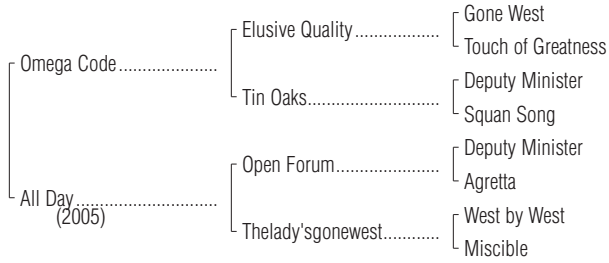 Gone West
Elusive Quality..................
Touch of Greatness
Omega Code.....................
Deputy Minister
Tin Oaks............................
Squan Song
Deputy Minister
Open Forum......................
Agretta
All Day..............................
(2005)
West by West
Thelady'sgonewest............
Miscible